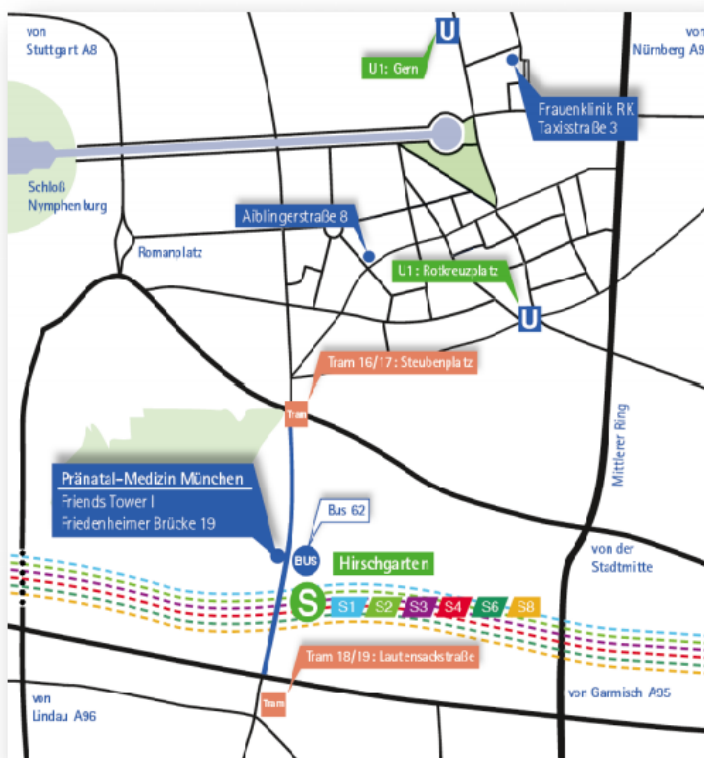 von
Stuttgart A8
U
U1: Gern
von
Nürnberg A9
Frauenklinik RK
Taxisstraße 3
Schloß
Nymphenburg
Aiblingerstraße 8
Romanplatz
U1: Rotkreuzplatz
U
Tram 16/17: Steubenplatz
Tram
Mittlerer Ring
Pränatal-Medizin München
Friends Tower I
Friedenheimer Brücke 19
Bus 62
BUS
Hirschgarten
von der
Stadtmitte
S
S1 S2 S3 S4 S6 S8
Tram 18/19: Lautensackstraße
Tram
von
Lindau A96
von Garmisch A95